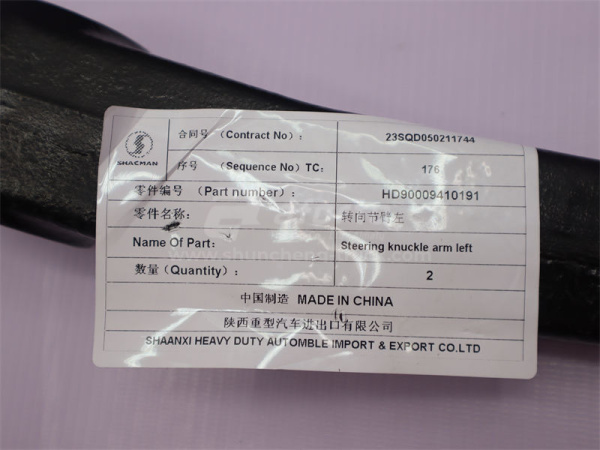 SHACMAN
合同号 （Contract No）： 23SQD050211744
序号 （Sequence No）TC： 176
零件编号 （Part number）： HD90009410191
零件名称： 转向节臂左
Name Of Part： Steering knuckle arm left
数量（Quantity）： 2
中国制造 MADE IN CHINA
陕西重型汽车进出口有限公司
SHAANXI HEAVY DUTY AUTOMBLE IMPORT & EXPORT CO.LTD